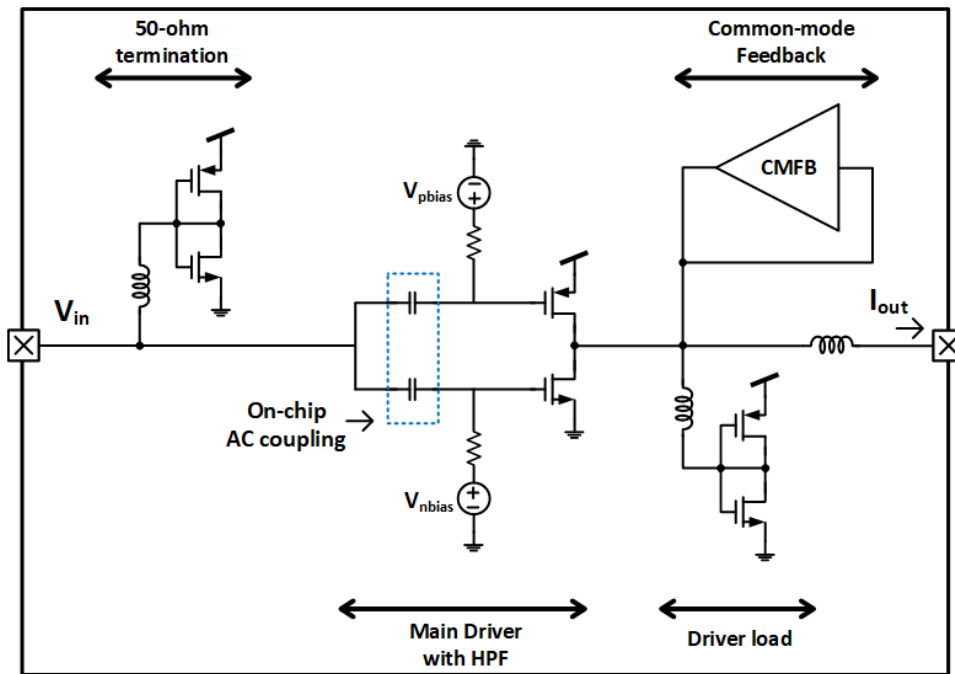 50-ohm
termination
Common-mode
Feedback
CMFB
Vpbias
Vin
Iout
On-chip
AC coupling
Vnbias
Main Driver
with HPF
Driver load